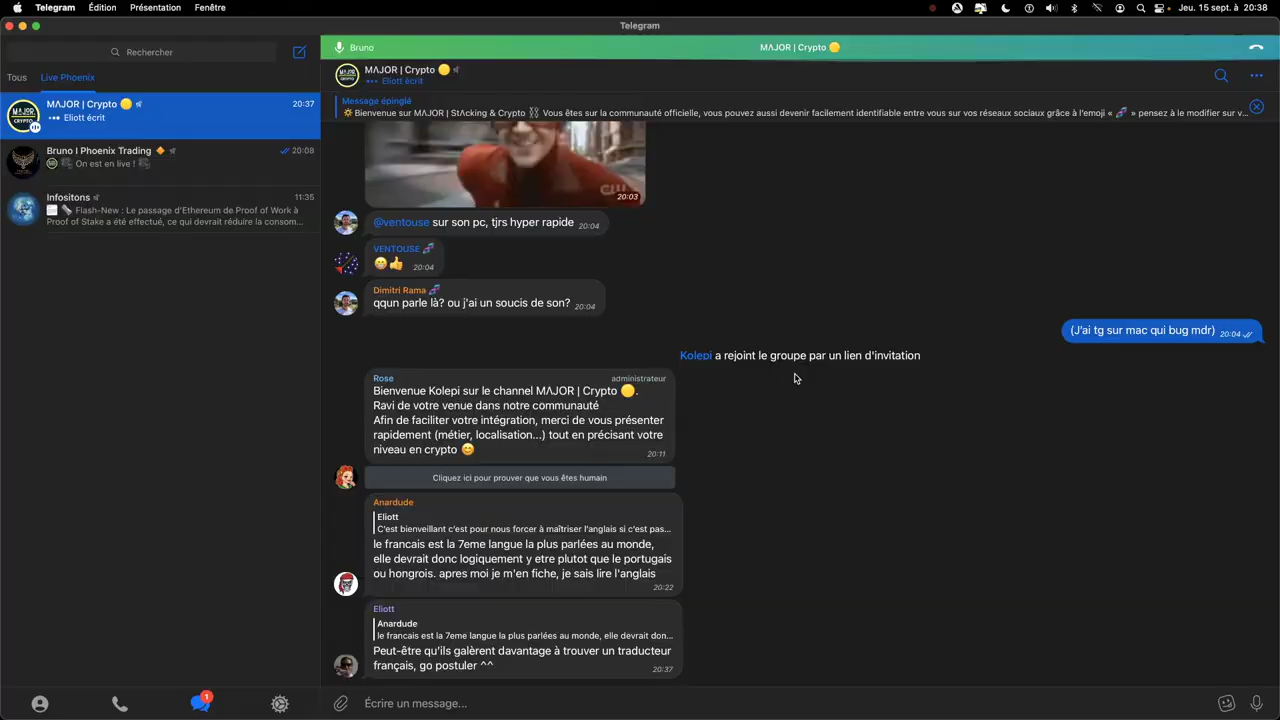 Telegram Édition Présentation Fenêtre Jeu. 15 sept. à 20:38
Telegram
Rechercher
Bruno MΛJOR | Crypto 🟡
Tous Live Phoenix
MΛJOR | Crypto 🟡 20:37
Eliott écrit
Bruno I Phoenix Trading 🔸 20:08
On est en live !
Infositons 11:35
Flash-New : Le passage d'Ethereum de Proof of Work à
Proof of Stake a été effectué, ce qui devrait réduire la consom...
MΛJOR | Crypto 🟡
Eliott écrit
Message épinglé
🔆Bienvenue sur MΛJOR | StΛcking & Crypto ⛓ Vous êtes sur la communauté officielle, vous pouvez aussi devenir facilement identifiable entre vous sur vos réseaux sociaux grâce à l'emoji « 🧬 » pensez à le modifier sur v...
CW
20:03
@ventouse sur son pc, tjrs hyper rapide 20:04
VENTOUSE 🧬
😁👍 20:04
Dimitri Rama 🧬
qqun parle là? ou j'ai un soucis de son? 20:04
(J'ai tg sur mac qui bug mdr) 20:04
Kolepi a rejoint le groupe par un lien d'invitation
Rose administrateur
Bienvenue Kolepi sur le channel MΛJOR | Crypto 🟡.
Ravi de votre venue dans notre communauté
Afin de faciliter votre intégration, merci de vous présenter
rapidement (métier, localisation...) tout en précisant votre
niveau en crypto 😊 20:11
Cliquez ici pour prouver que vous êtes humain
Anardude
Eliott
C'est bienveillant c'est pour nous forcer à maîtriser l'anglais si c'est pas...
le francais est la 7eme langue la plus parlées au monde,
elle devrait donc logiquement y etre plutot que le portugais
ou hongrois. apres moi je m'en fiche, je sais lire l'anglais
20:22
Eliott
Anardude
le francais est la 7eme langue la plus parlées au monde, elle devrait don...
Peut-être qu'ils galèrent davantage à trouver un traducteur
français, go postuler ^^ 20:37
1
Écrire un message...